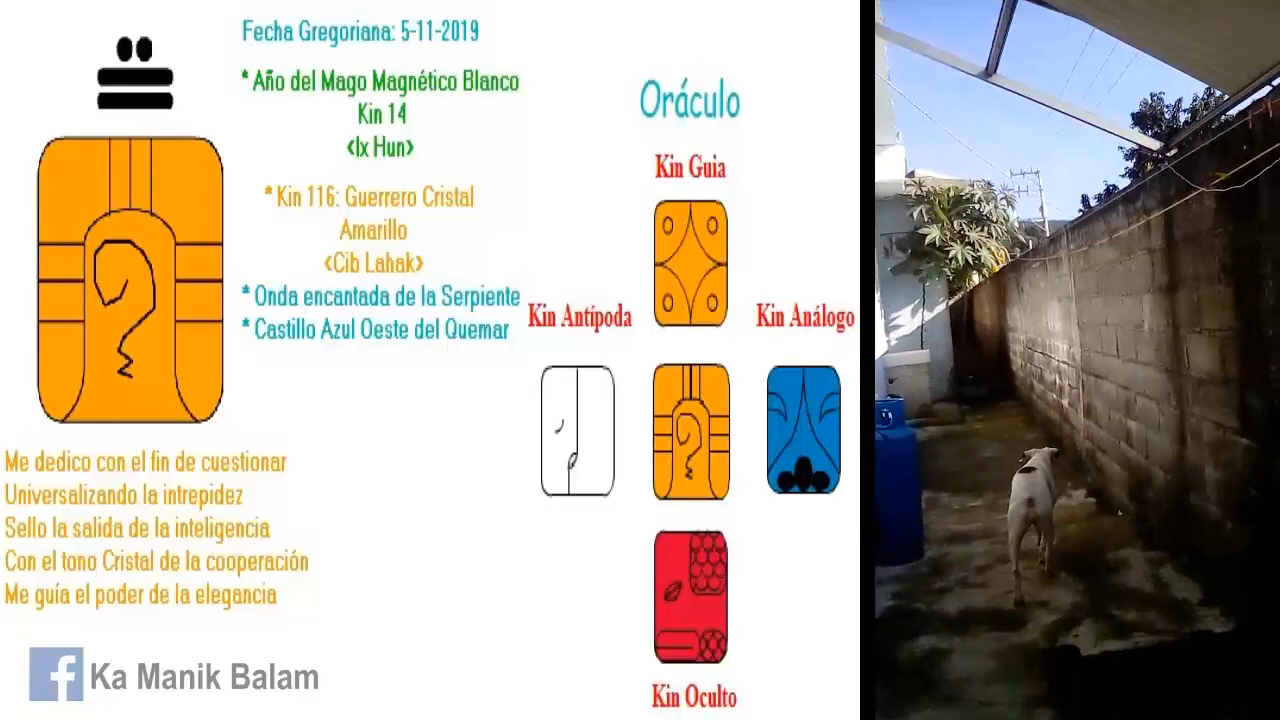 Fecha Gregoriana: 5-11-2019
* Año del Mago Magnético Blanco
Kin 14
<Ix Hun>
* Kin 116: Guerrero Cristal
Amarillo
<Cib Lahak>
* Onda encantada de la Serpiente
* Castillo Azul Oeste del Quemar
Me dedico con el fin de cuestionar
Universalizando la intrepidez
Sello la salida de la inteligencia
Con el tono Cristal de la cooperación
Me guía el poder de la elegancia
f Ka Manik Balam
Oráculo
Kin Guia
Kin Antipoda
Kin Análogo
Kin Oculto